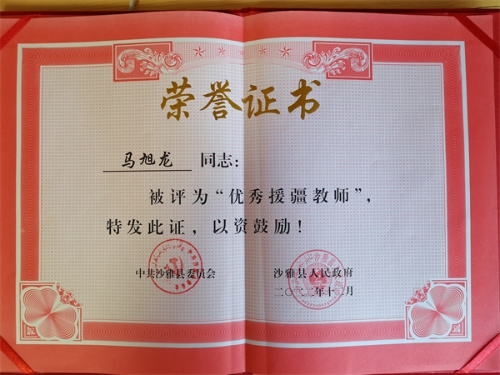 荣誉证书
马旭龙 同志：
被评为“优秀援疆教师”，
特发此证，以资鼓励！
中共沙雅县委员会 沙雅县人民政府